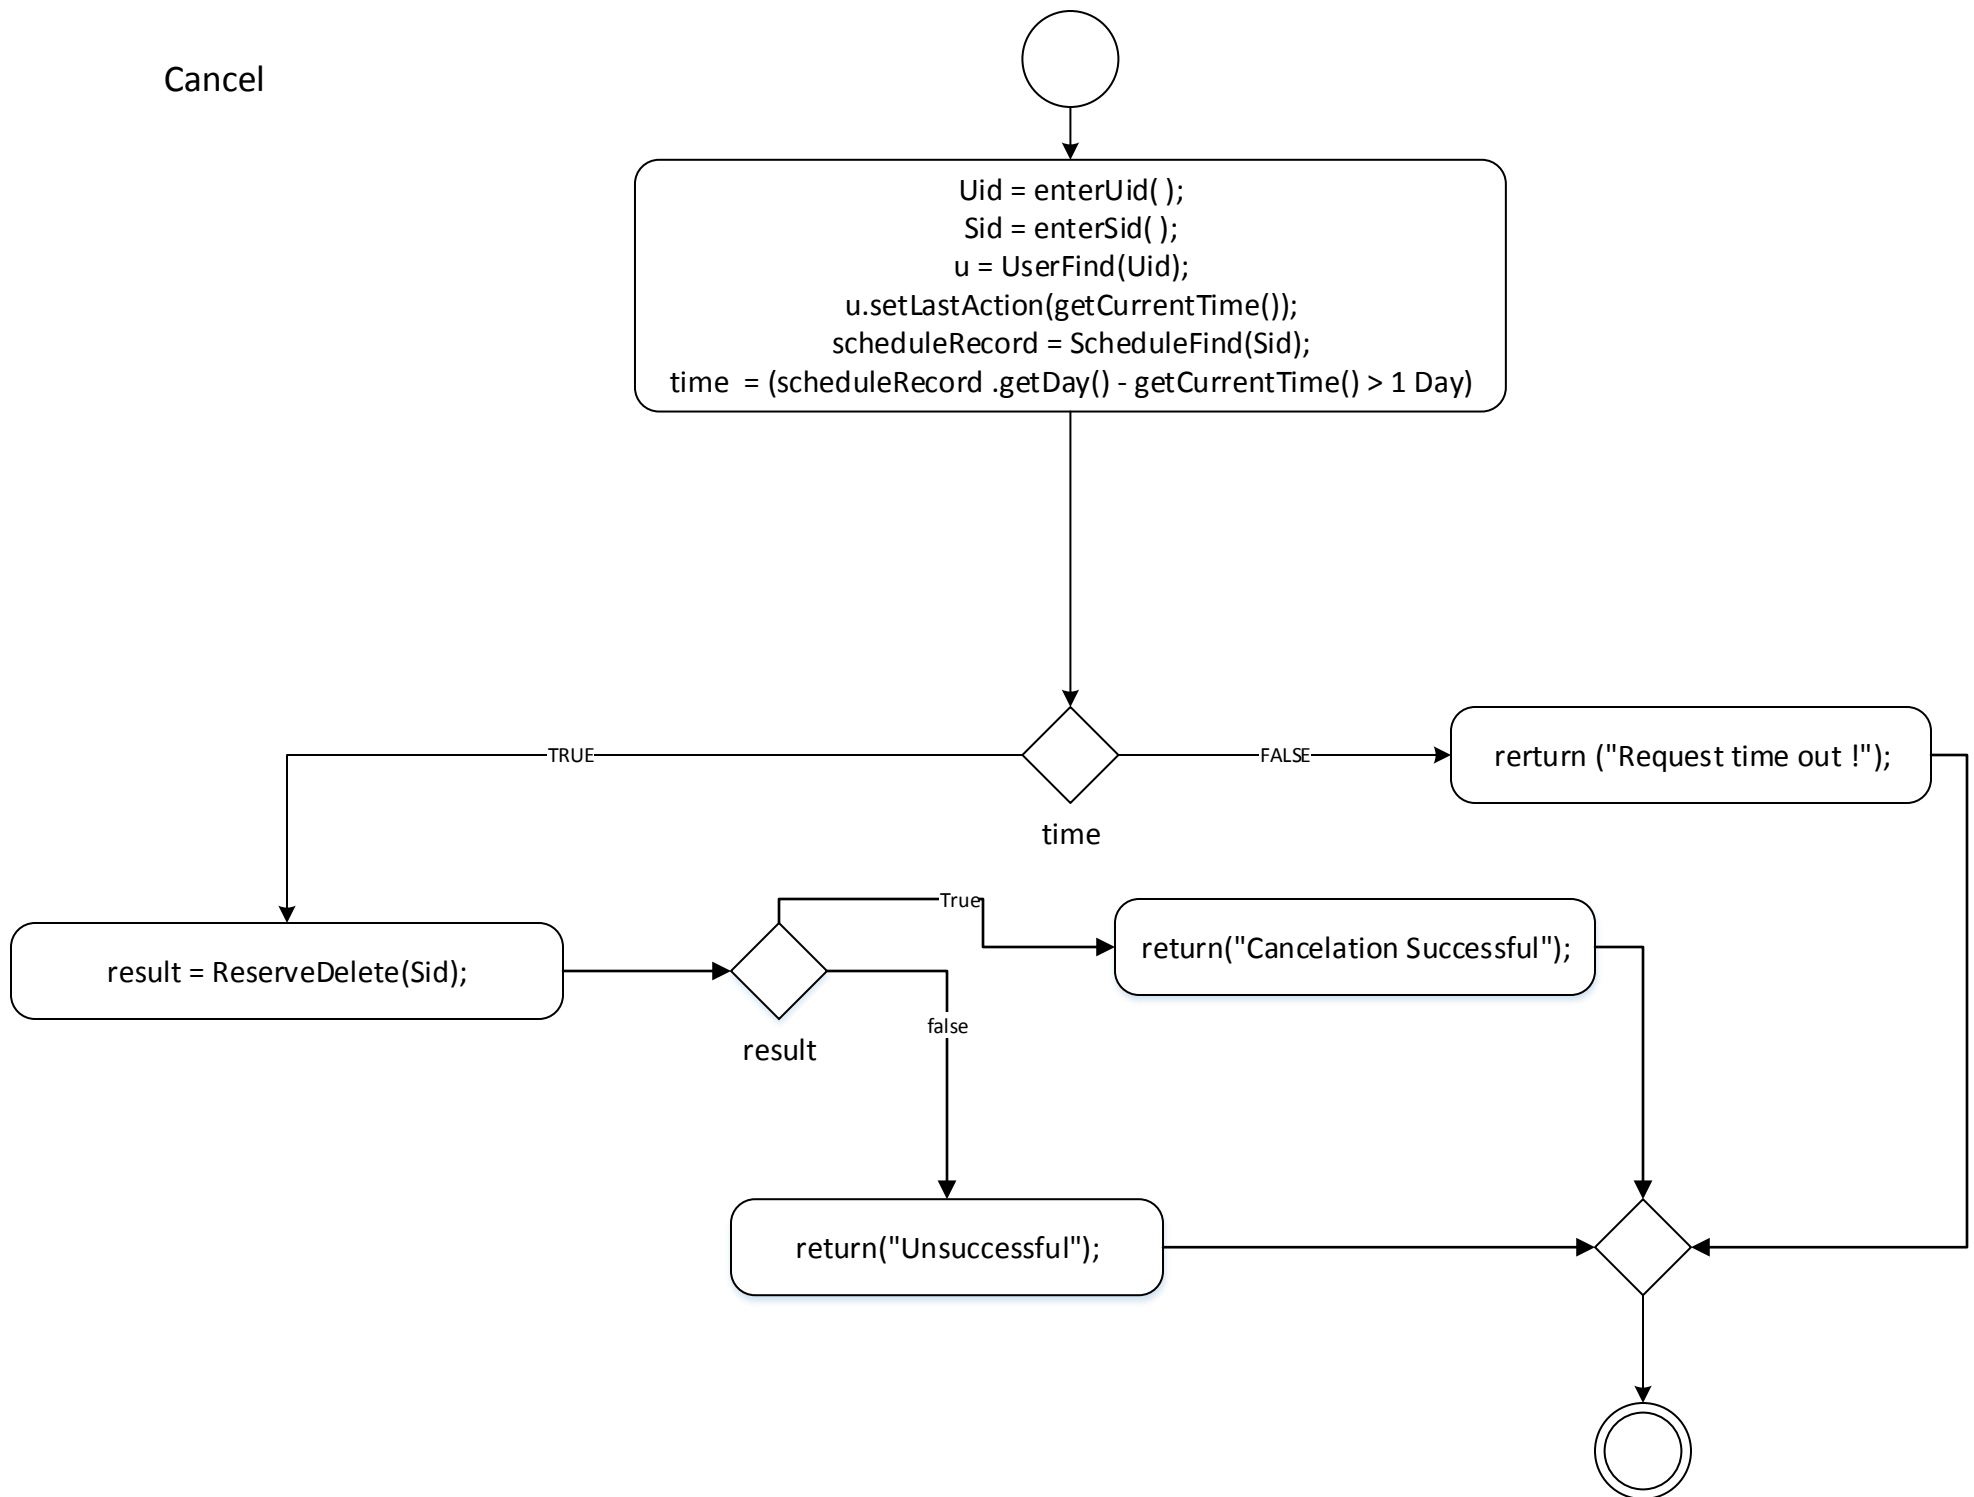 Cancel
Uid = enterUid( );
Sid = enterSid( );
u = UserFind(Uid);
u.setLastAction(getCurrentTime());
scheduleRecord = ScheduleFind(Sid);
time  = (scheduleRecord .getDay() - getCurrentTime() > 1 Day)
TRUE
FALSE
rerturn ("Request time out !");
time
True
return("Cancelation Successful");
result = ReserveDelete(Sid);
false
result
return("Unsuccessful");